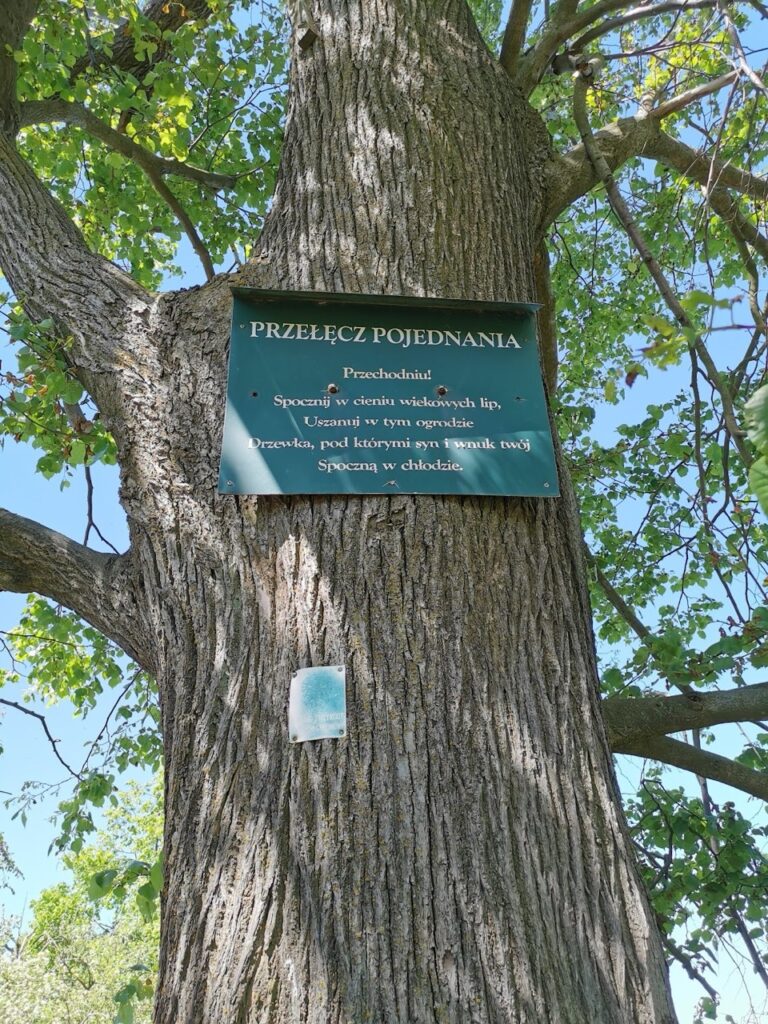 PRZEŁĘCZ POJEDNANIA
Przechodniu!
Spocznij w cieniu wiekowych lip,
Uszanuj w tym ogrodzie
Drzewka, pod którymi syn i wnuk twój
Spoczną w chłodzie.